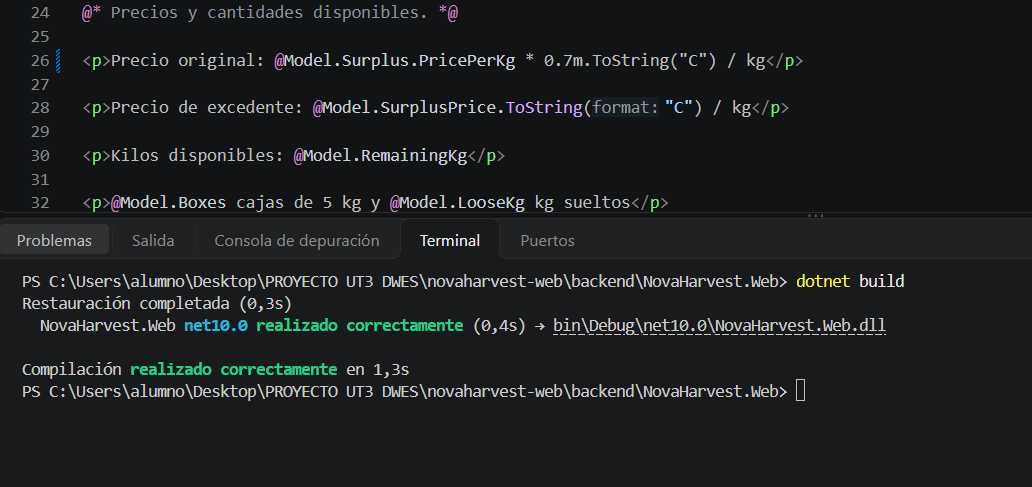 24 @* Precios y cantidades disponibles. *@
25
26 <p>Precio original: @Model.Surplus.PricePerKg * 0.7m.ToString("C") / kg</p>
27
28 <p>Precio de excedente: @Model.SurplusPrice.ToString(format: "C") / kg</p>
29
30 <p>Kilos disponibles: @Model.RemainingKg</p>
31
32 <p>@Model.Boxes cajas de 5 kg y @Model.LooseKg kg sueltos</p>
Problemas Salida Consola de depuración Terminal Puertos
PS C:\Users\alumno\Desktop\PROYECTO UT3 DWES\novaharvest-web\backend\NovaHarvest.Web> dotnet build
Restauración completada (0,3s)
NovaHarvest.Web net10.0 realizado correctamente (0,4s) → bin\Debug\net10.0\NovaHarvest.Web.dll
Compilación realizado correctamente en 1,3s
PS C:\Users\alumno\Desktop\PROYECTO UT3 DWES\novaharvest-web\backend\NovaHarvest.Web>